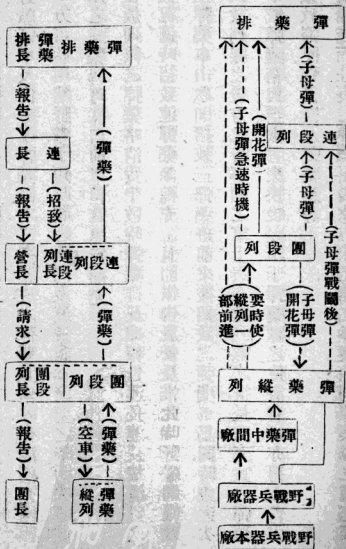 彈藥排
(子母彈)
(開花彈)
(子母彈急速時機)
連段列
(子母彈)
(子母彈戰鬭後)
團段列
(子母彈
開花彈)
(要時使
縱列一
部前進)
彈藥縱列
彈藥中間廠
野戰兵器廠
野戰兵器本廠
彈藥排
彈藥
排長
(彈藥)
(報告)
連長
(招致)
(報告)
連段列
連段
列長
營長
(彈藥)
(請求)
團段列
團段
列長
(彈藥)
(空車)
(報告)
彈藥
縱列
團長